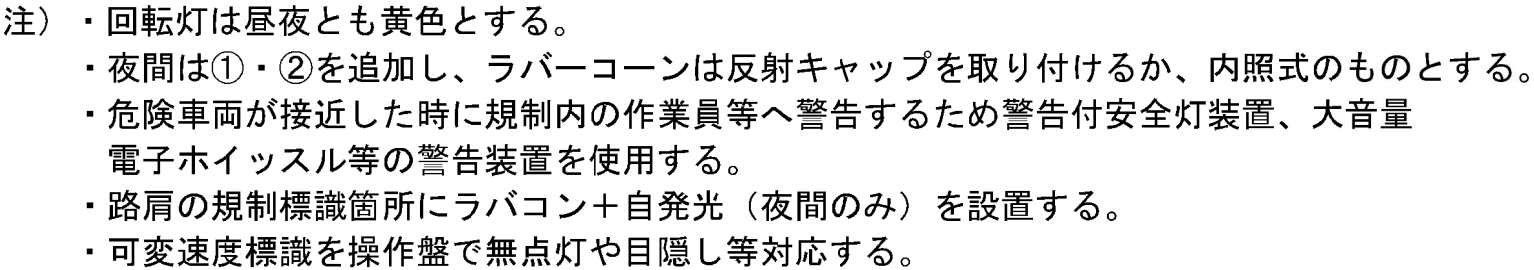 注）・回転灯は昼夜とも黄色とする。
・夜間は①・②を追加し、ラバーコーンは反射キャップを取り付けるか、内照式のものとする。
・危険車両が接近した時に規制内の作業員等へ警告するため警告付安全灯装置、大音量
電子ホイッスル等の警告装置を使用する。
・路肩の規制標識箇所にラバコン＋自発光（夜間のみ）を設置する。
・可変速度標識を操作盤で無点灯や目隠し等対応する。